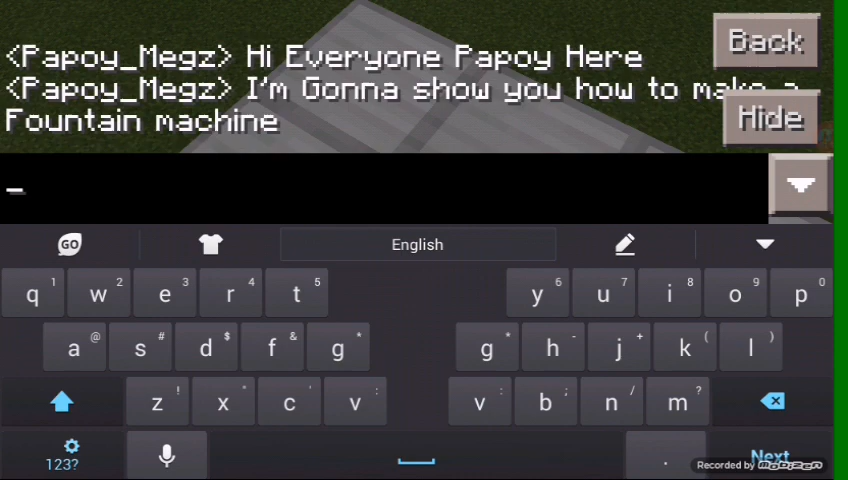 <Papoy_Megz> Hi Everyone Papoy Here
Back
<Papoy_Megz> I'm Gonna show you how to make a
Fountain machine
Hide
_
GO
English
q 1 w 2 e 3 r 4 t 5 y 6 u 7 i 8 o 9 p 0
a @ s # d $ f & g * g * h - j + k ( l )
z ! x " c ' v : v : b ; n / m ?
123? . Next
Recorded by MOBIZEN